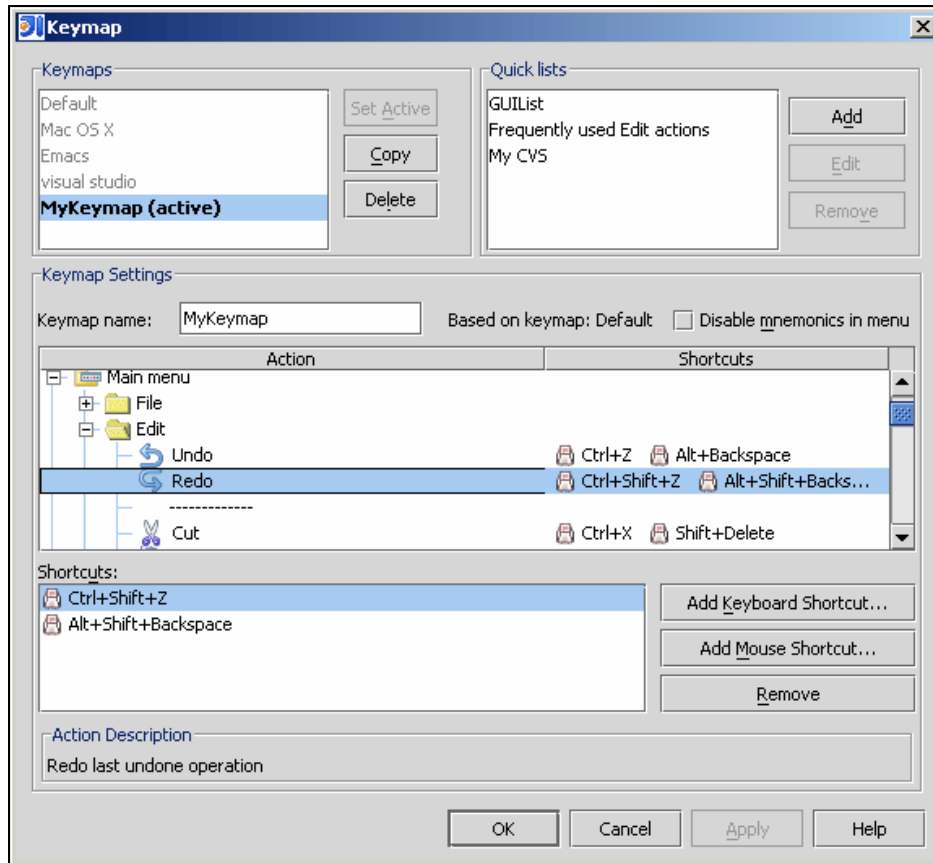 Keymap
Keymaps
Default
Mac OS X
Emacs
visual studio
MyKeymap (active)
Set Active
Copy
Delete
Quick lists
GUIList
Frequently used Edit actions
My CVS
Add
Edit
Remove
Keymap Settings
Keymap name: MyKeymap Based on keymap: Default Disable mnemonics in menu
Action Shortcuts
Main menu
File
Edit
Undo Ctrl+Z Alt+Backspace
Redo Ctrl+Shift+Z Alt+Shift+Backs...
-------------
Cut Ctrl+X Shift+Delete
Shortcuts:
Ctrl+Shift+Z
Alt+Shift+Backspace
Add Keyboard Shortcut...
Add Mouse Shortcut...
Remove
Action Description
Redo last undone operation
OK Cancel Apply Help